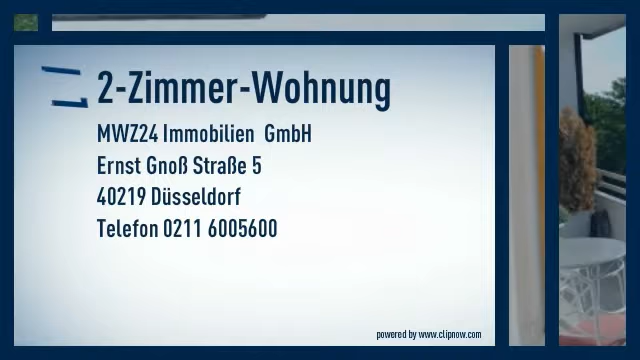 2-Zimmer-Wohnung
MWZ24 Immobilien GmbH
Ernst Gnoß Straße 5
40219 Düsseldorf
Telefon 0211 6005600
powered by www.clipnow.com